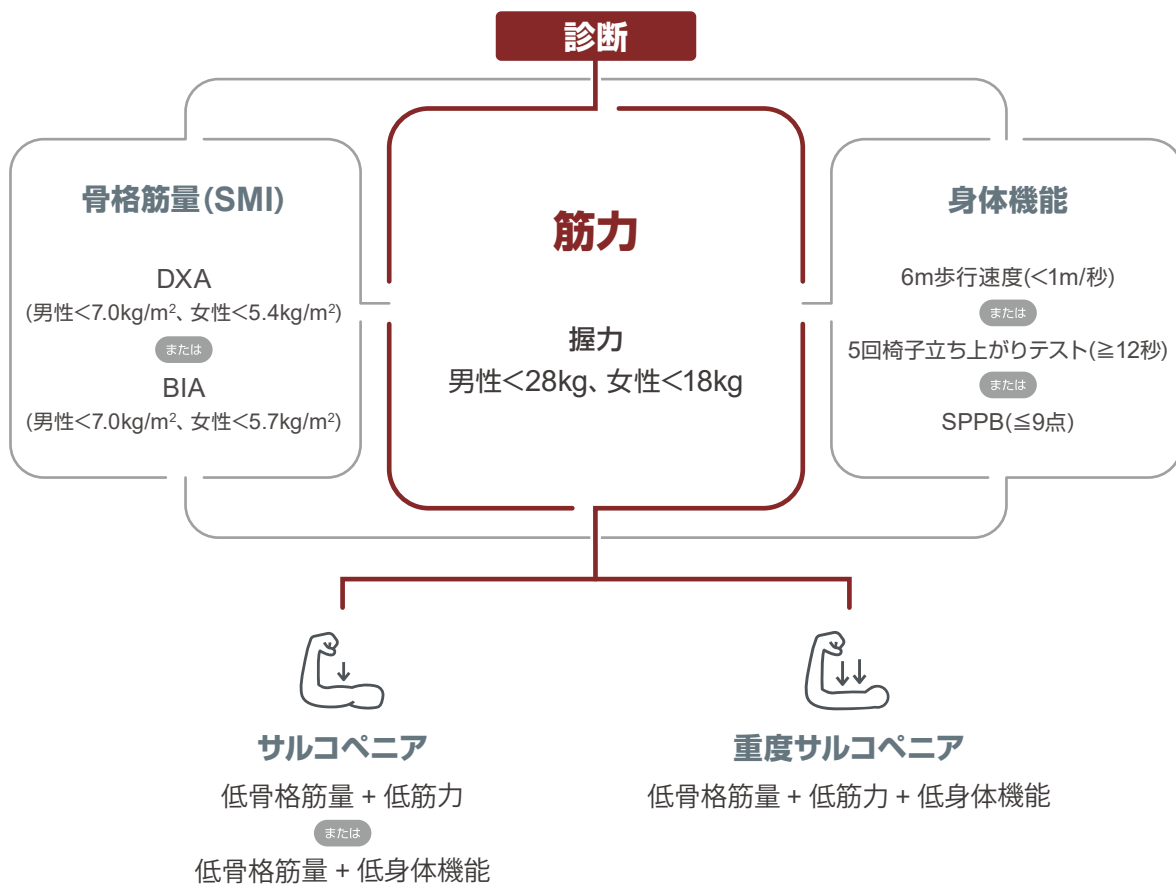 診断
骨格筋量(SMI)
DXA
(男性<7.0kg/m²、女性<5.4kg/m²)
または
BIA
(男性<7.0kg/m²、女性<5.7kg/m²)
筋力
握力
男性<28kg、女性<18kg
身体機能
6m歩行速度(<1m/秒)
または
5回椅子立ち上がりテスト(≧12秒)
または
SPPB(≦9点)
サルコペニア
低骨格筋量 + 低筋力
または
低骨格筋量 + 低身体機能
重度サルコペニア
低骨格筋量 + 低筋力 + 低身体機能